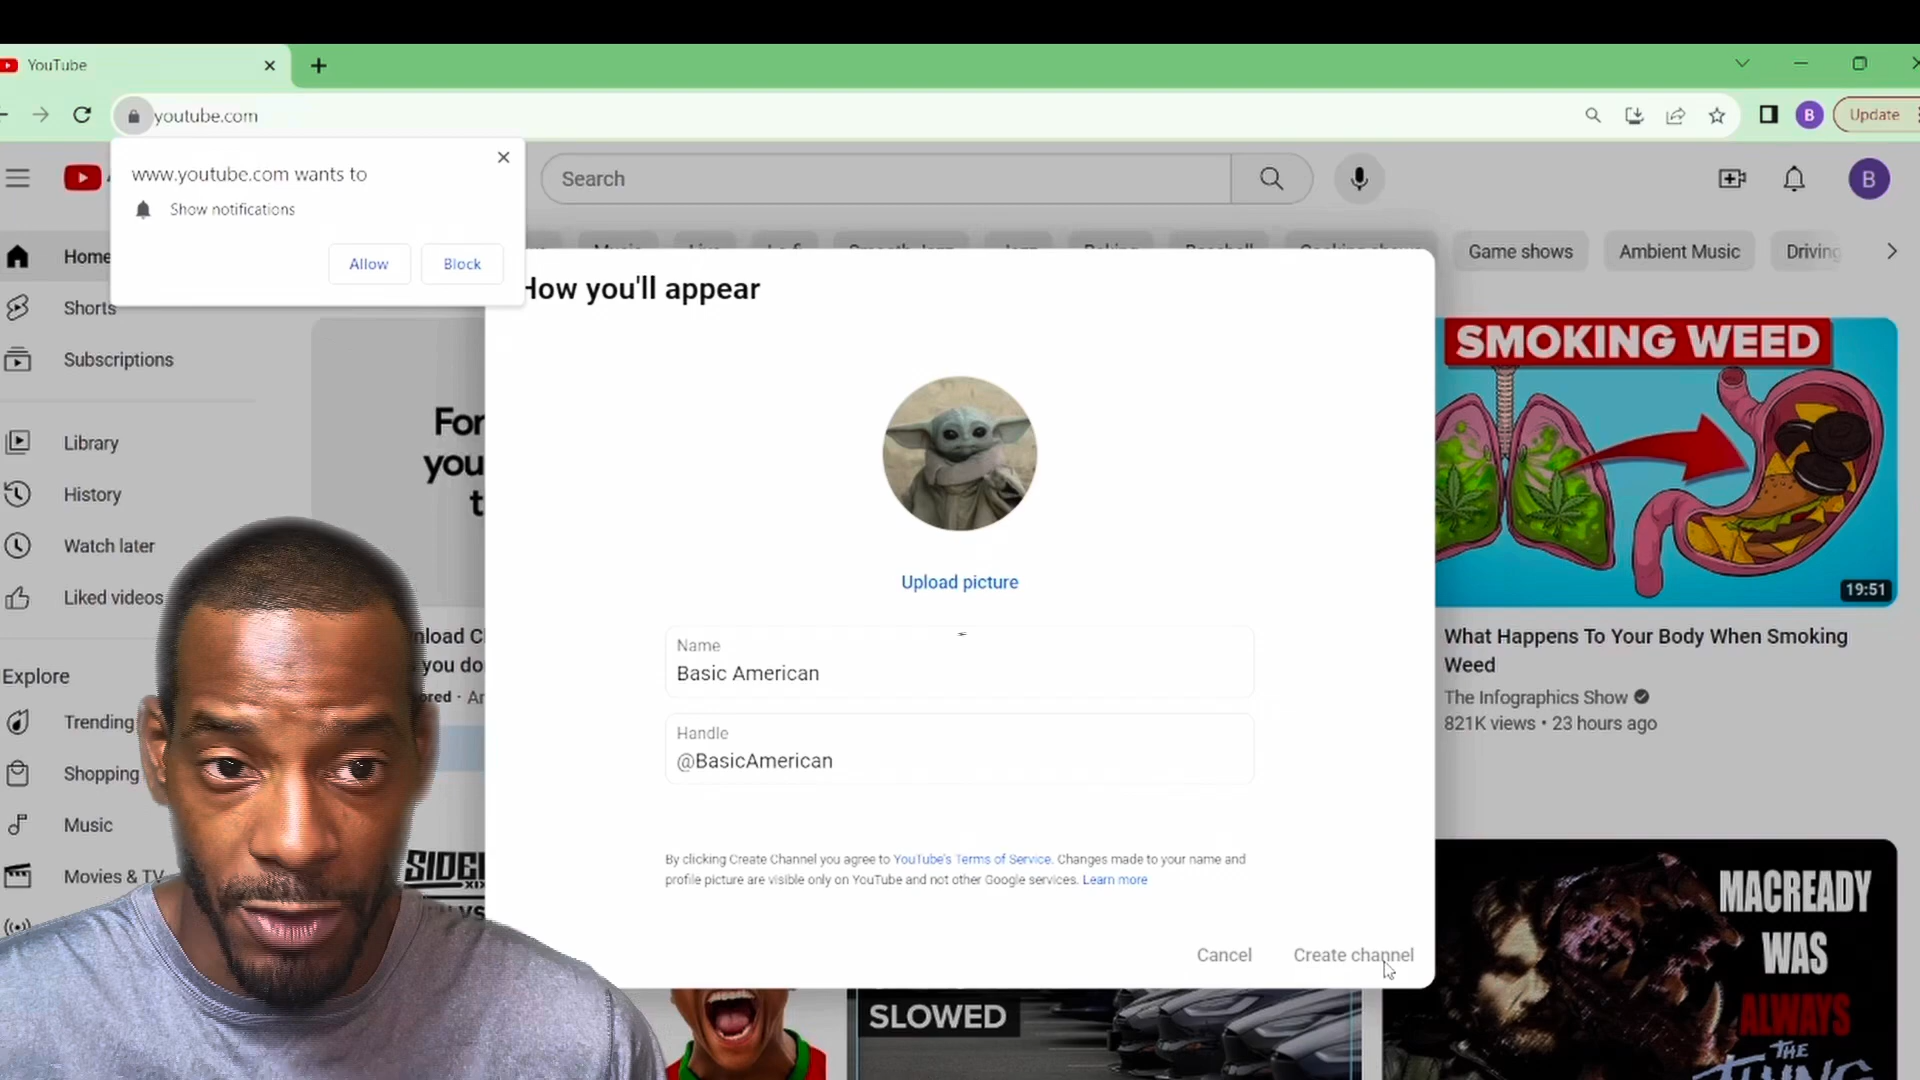 YouTube
youtube.com
B
Update
www.youtube.com wants to
Show notifications
Allow
Block
Search
B
Game shows
Ambient Music
Driving
Home
Shorts
Subscriptions
Library
History
Watch later
Liked videos
Explore
Trending
Shopping
Music
Movies & TV
For
you
t
How you'll appear
Upload picture
Name
Basic American
Handle
@BasicAmerican
By clicking Create Channel you agree to YouTube's Terms of Service. Changes made to your name and
profile picture are visible only on YouTube and not other Google services. Learn more
Cancel
Create channel
SMOKING WEED
19:51
What Happens To Your Body When Smoking
Weed
The Infographics Show
821K views • 23 hours ago
SLOWED
MACREADY
WAS
ALWAYS
THE
THING